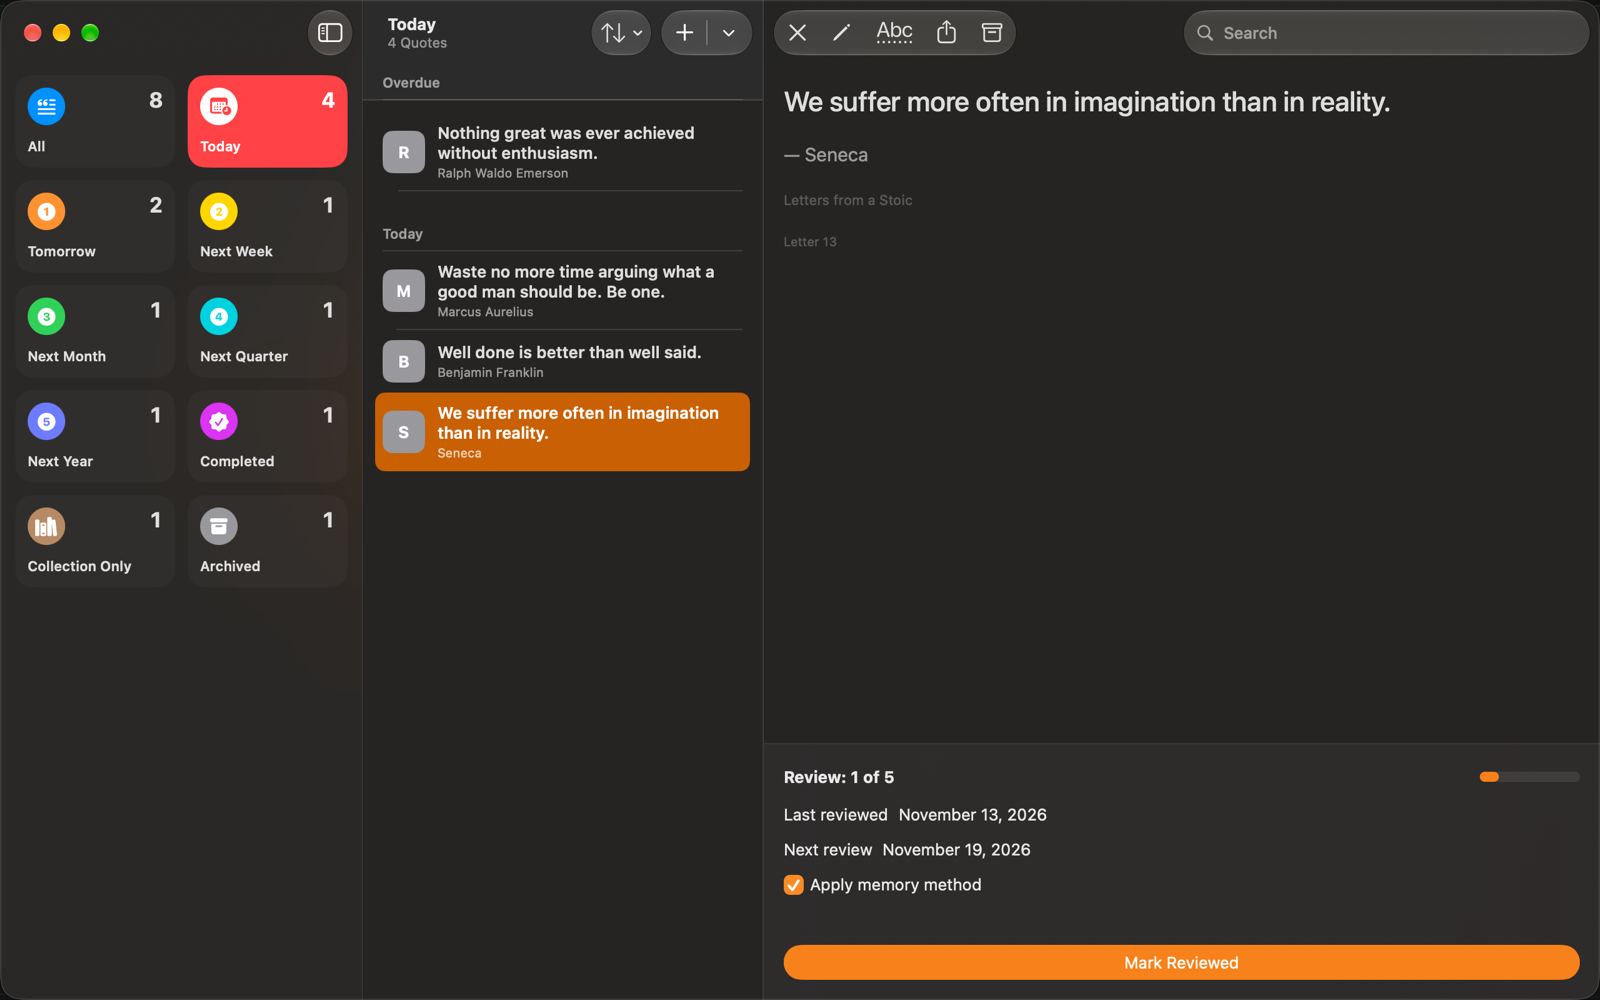 8
All
4
Today
1
2
Tomorrow
2
1
Next Week
3
1
Next Month
4
1
Next Quarter
5
1
Next Year
1
Completed
1
Collection Only
1
Archived
Today
4 Quotes
Overdue
R
Nothing great was ever achieved
without enthusiasm.
Ralph Waldo Emerson
Today
M
Waste no more time arguing what a
good man should be. Be one.
Marcus Aurelius
B
Well done is better than well said.
Benjamin Franklin
S
We suffer more often in imagination
than in reality.
Seneca
Abc
Search
We suffer more often in imagination than in reality.
— Seneca
Letters from a Stoic
Letter 13
Review: 1 of 5
Last reviewed November 13, 2026
Next review November 19, 2026
Apply memory method
Mark Reviewed